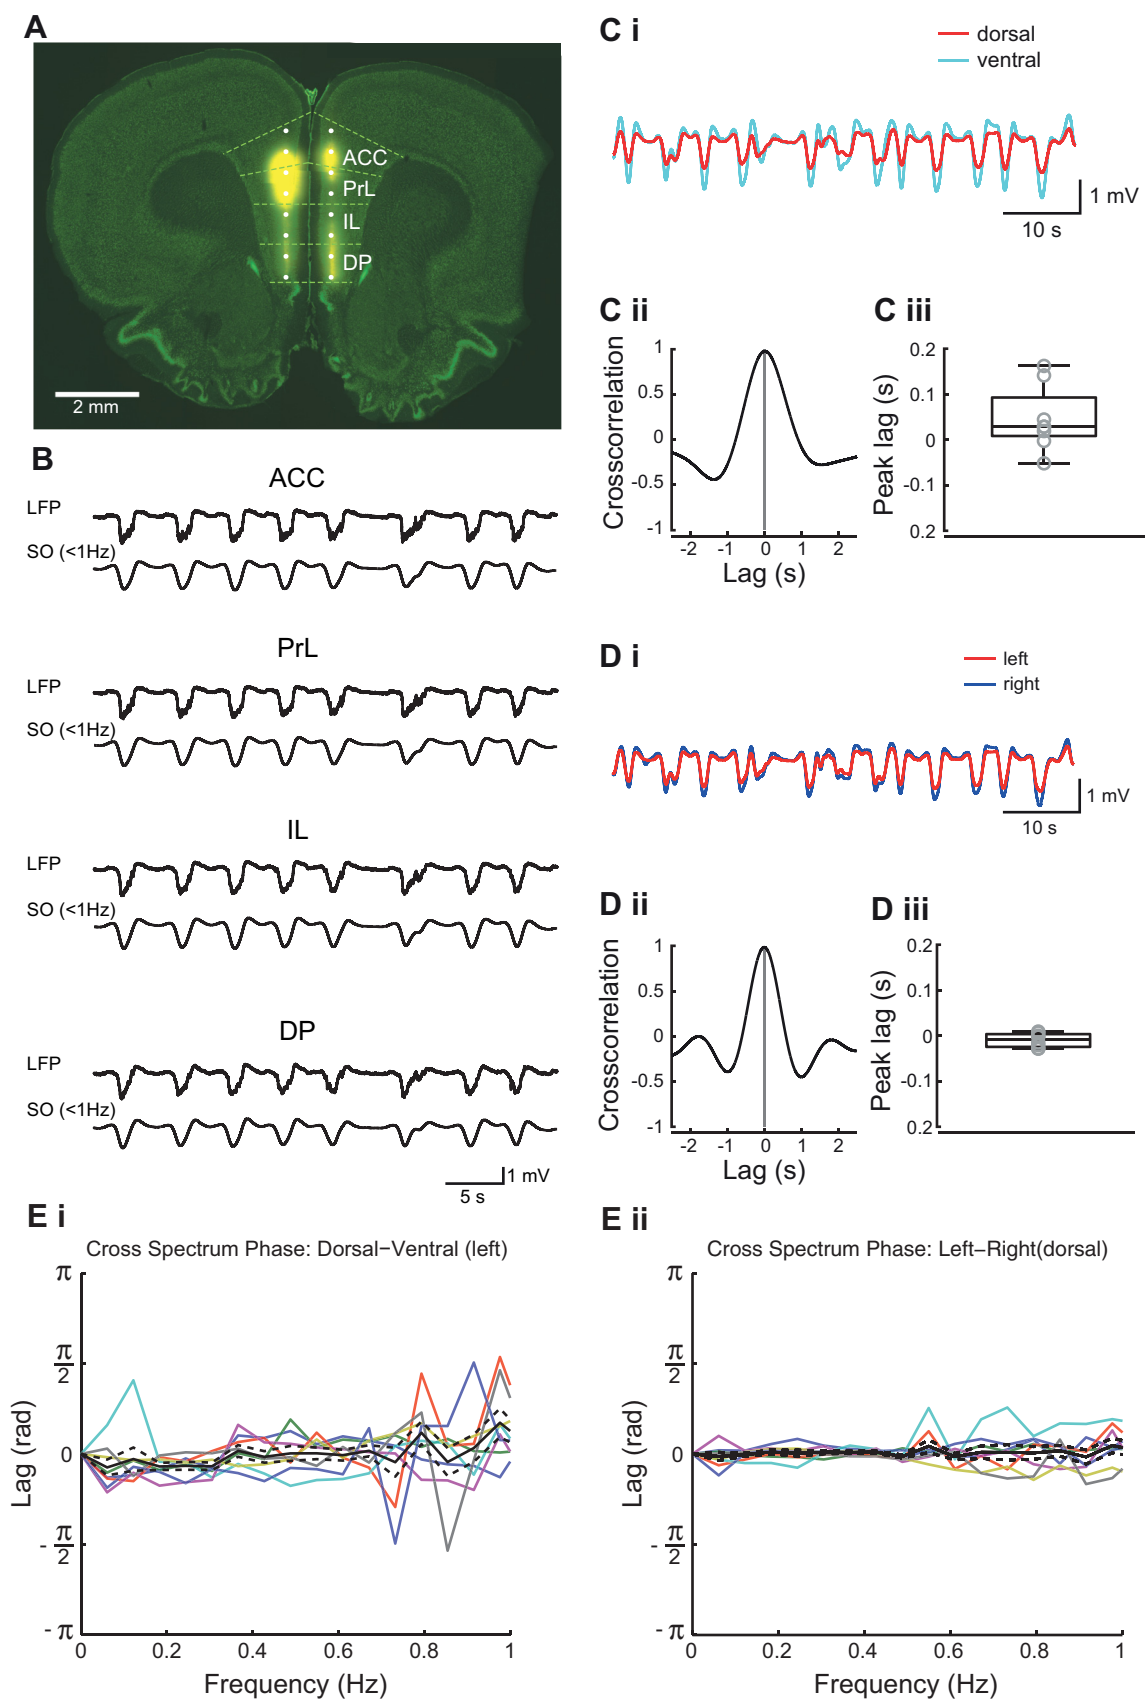 A
ACC
PrL
IL
DP
2 mm
B
ACC
LFP
SO (<1Hz)
PrL
LFP
SO (<1Hz)
IL
LFP
SO (<1Hz)
DP
LFP
SO (<1Hz)
1 mV
5 s
C i
dorsal
ventral
1 mV
10 s
C ii
Crosscorrelation
1
0.5
0
-0.5
-1
-2 -1 0 1 2
Lag (s)
C iii
Peak lag (s)
0.2
0.1
0
-0.1
0.2
D i
left
right
1 mV
10 s
D ii
Crosscorrelation
1
0.5
0
-0.5
-1
-2 -1 0 1 2
Lag (s)
D iii
Peak lag (s)
0.2
0.1
0
-0.1
0.2
E i
Cross Spectrum Phase: Dorsal−Ventral (left)
Lag (rad)
π
π/2
0
- π/2
- π
0 0.2 0.4 0.6 0.8 1
Frequency (Hz)
E ii
Cross Spectrum Phase: Left−Right(dorsal)
Lag (rad)
π
π/2
0
- π/2
- π
0 0.2 0.4 0.6 0.8 1
Frequency (Hz)